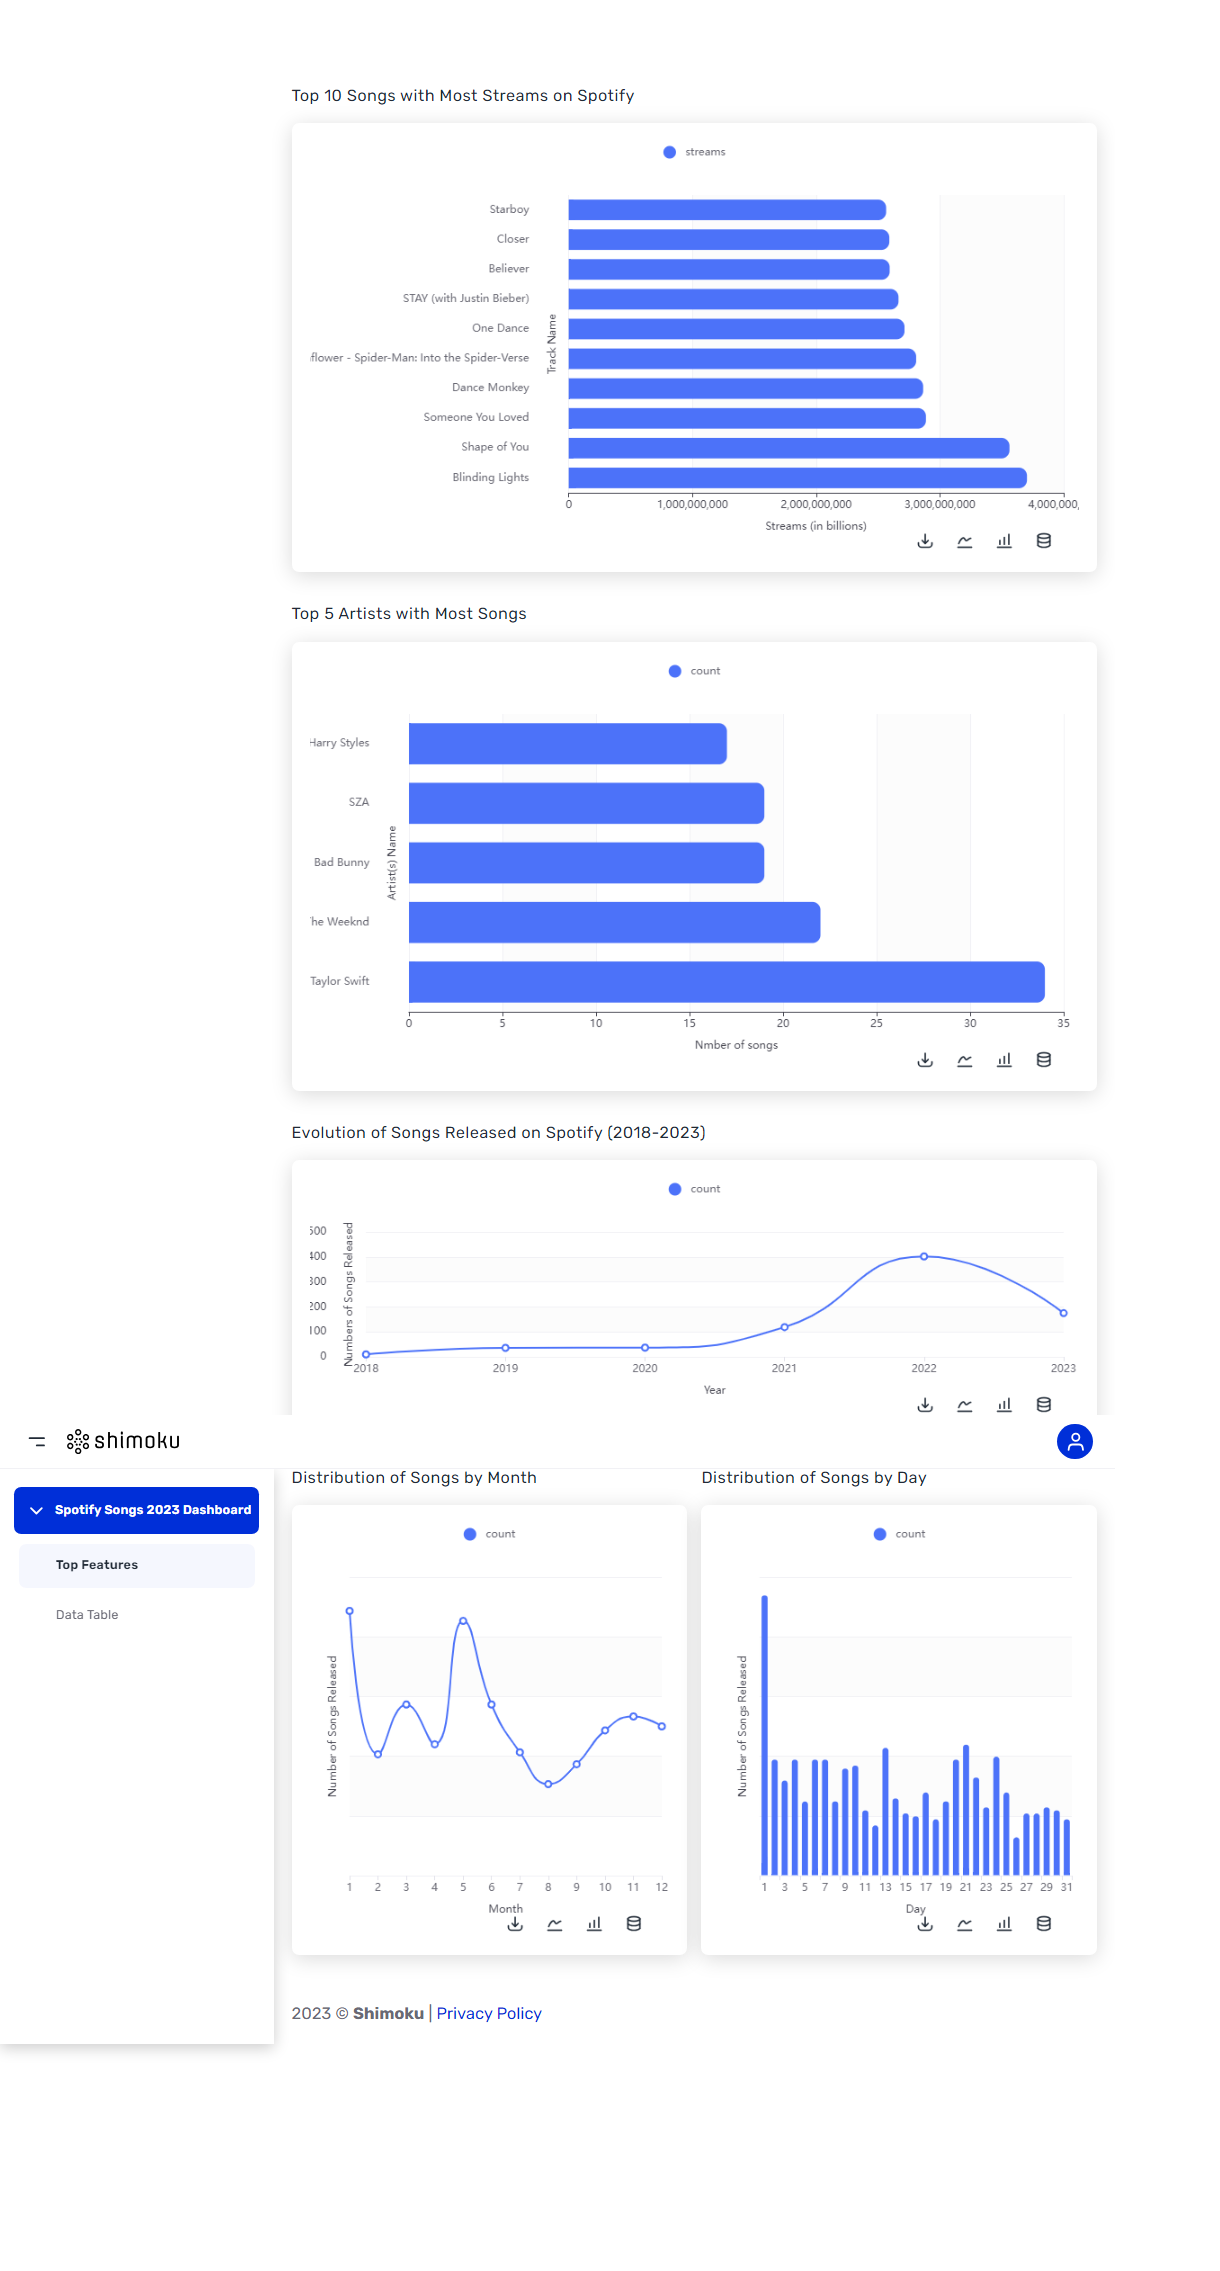 Top 10 Songs with Most Streams on Spotify
streams
Starboy
Closer
Believer
STAY (with Justin Bieber)
One Dance
flower - Spider-Man: Into the Spider-Verse
Dance Monkey
Someone You Loved
Shape of You
Blinding Lights
Track Name
0 1,000,000,000 2,000,000,000 3,000,000,000 4,000,000,
Streams (in billions)
Top 5 Artists with Most Songs
count
Harry Styles
SZA
Bad Bunny
he Weeknd
Taylor Swift
Artist(s) Name
0 5 10 15 20 25 30 35
Nmber of songs
Evolution of Songs Released on Spotify (2018-2023)
count
500
400
300
200
100
0
Numbers of Songs Released
2018 2019 2020 2021 2022 2023
Year
shimoku
Spotify Songs 2023 Dashboard
Top Features
Data Table
Distribution of Songs by Month
count
Number of Songs Released
1 2 3 4 5 6 7 8 9 10 11 12
Month
Distribution of Songs by Day
count
Number of Songs Released
1 3 5 7 9 11 13 15 17 19 21 23 25 27 29 31
Day
2023 © Shimoku | Privacy Policy